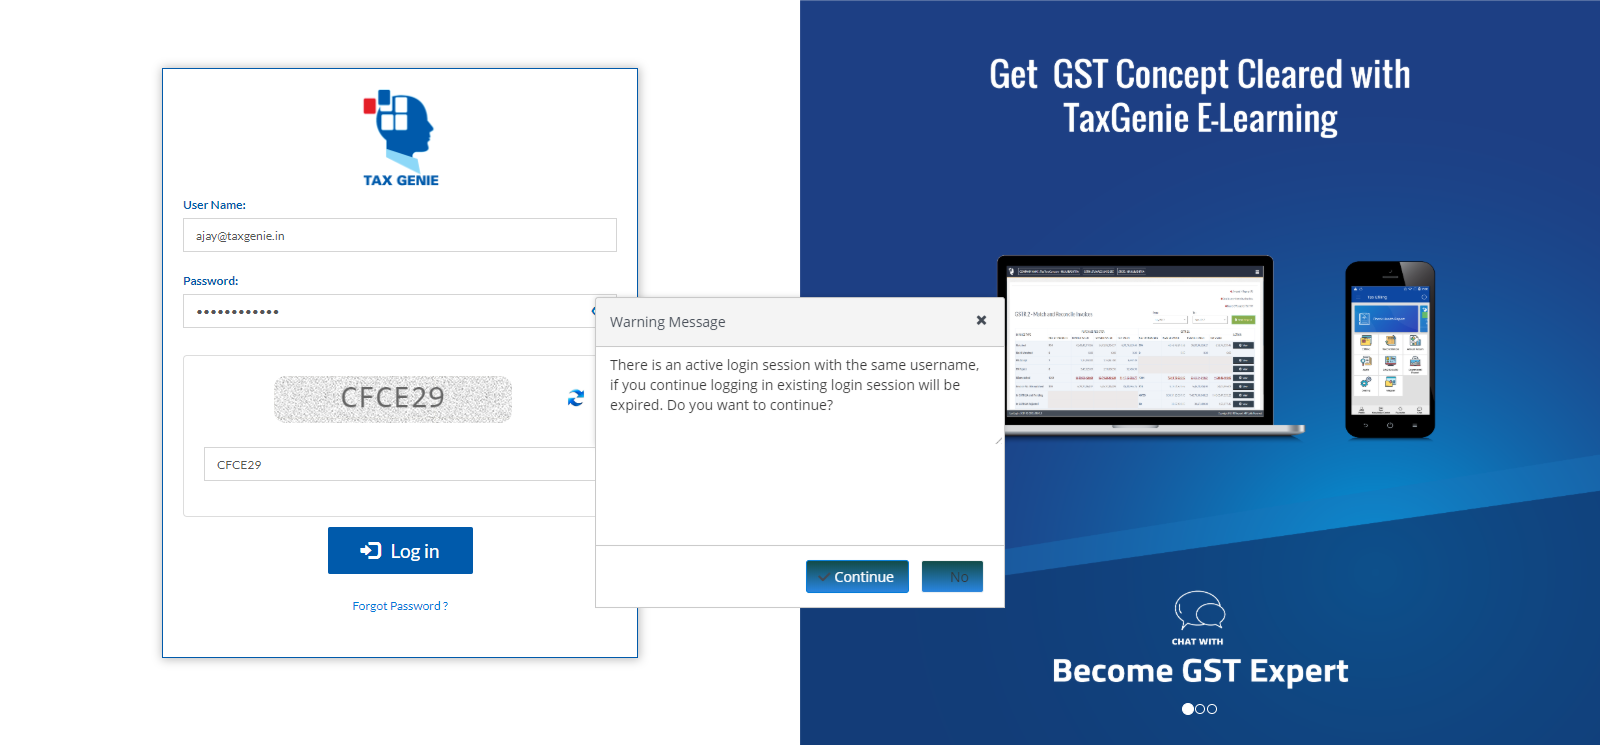 TAX GENIE
User Name:
ajay@taxgenie.in
Password:
CFCE29
CFCE29
Log in
Forgot Password ?
Warning Message
There is an active login session with the same username,
if you continue logging in existing login session will be
expired. Do you want to continue?
Continue
No
Get GST Concept Cleared with
TaxGenie E-Learning
CHAT WITH
Become GST Expert